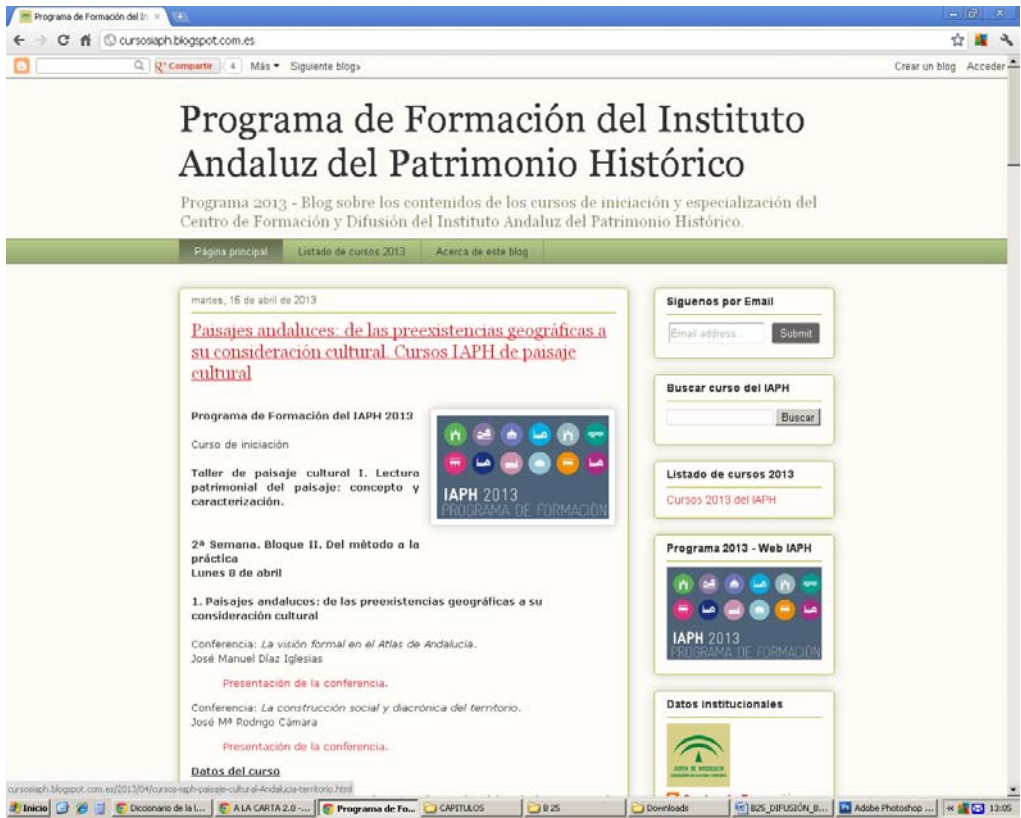 Programa de Formación del In
cursosiaph.blogspot.com.es
Compartir 4 Más Siguiente blog» Crear un blog Acceder
Programa de Formación del Instituto
Andaluz del Patrimonio Histórico
Programa 2013 - Blog sobre los contenidos de los cursos de iniciación y especialización del
Centro de Formación y Difusión del Instituto Andaluz del Patrimonio Histórico.
Página principal Listado de cursos 2013 Acerca de este blog
martes, 16 de abril de 2013
Paisajes andaluces: de las preexistencias geográficas a
su consideración cultural. Cursos IAPH de paisaje
cultural
Programa de Formación del IAPH 2013
Curso de iniciación
Taller de paisaje cultural I. Lectura
patrimonial del paisaje: concepto y
caracterización.
IAPH 2013
PROGRAMA DE FORMACIÓN
2ª Semana. Bloque II. Del método a la
práctica
Lunes 8 de abril
1. Paisajes andaluces: de las preexistencias geográficas a su
consideración cultural
Conferencia: La visión formal en el Atlas de Andalucía.
José Manuel Díaz Iglesias
Presentación de la conferencia.
Conferencia: La construcción social y diacrónica del territorio.
José Mª Rodrigo Cámara
Presentación de la conferencia.
Datos del curso
Siguenos por Email
Email address... Submit
Buscar curso del IAPH
Buscar
Listado de cursos 2013
Cursos 2013 del IAPH
Programa 2013 - Web IAPH
IAPH 2013
PROGRAMA DE FORMACIÓN
Datos institucionales
JUNTA DE ANDALUCIA
cursosiaph.blogspot.com.es/2013/04/cursos-iaph-paisaje-cultural-Andalucia-territorio.html
Inicio Diccionario de la l... A LA CARTA 2.0 -... Programa de Fo... CAPITULOS B 25 Downloads B25_DIFUSIÓN_B... Adobe Photoshop ... 13:05